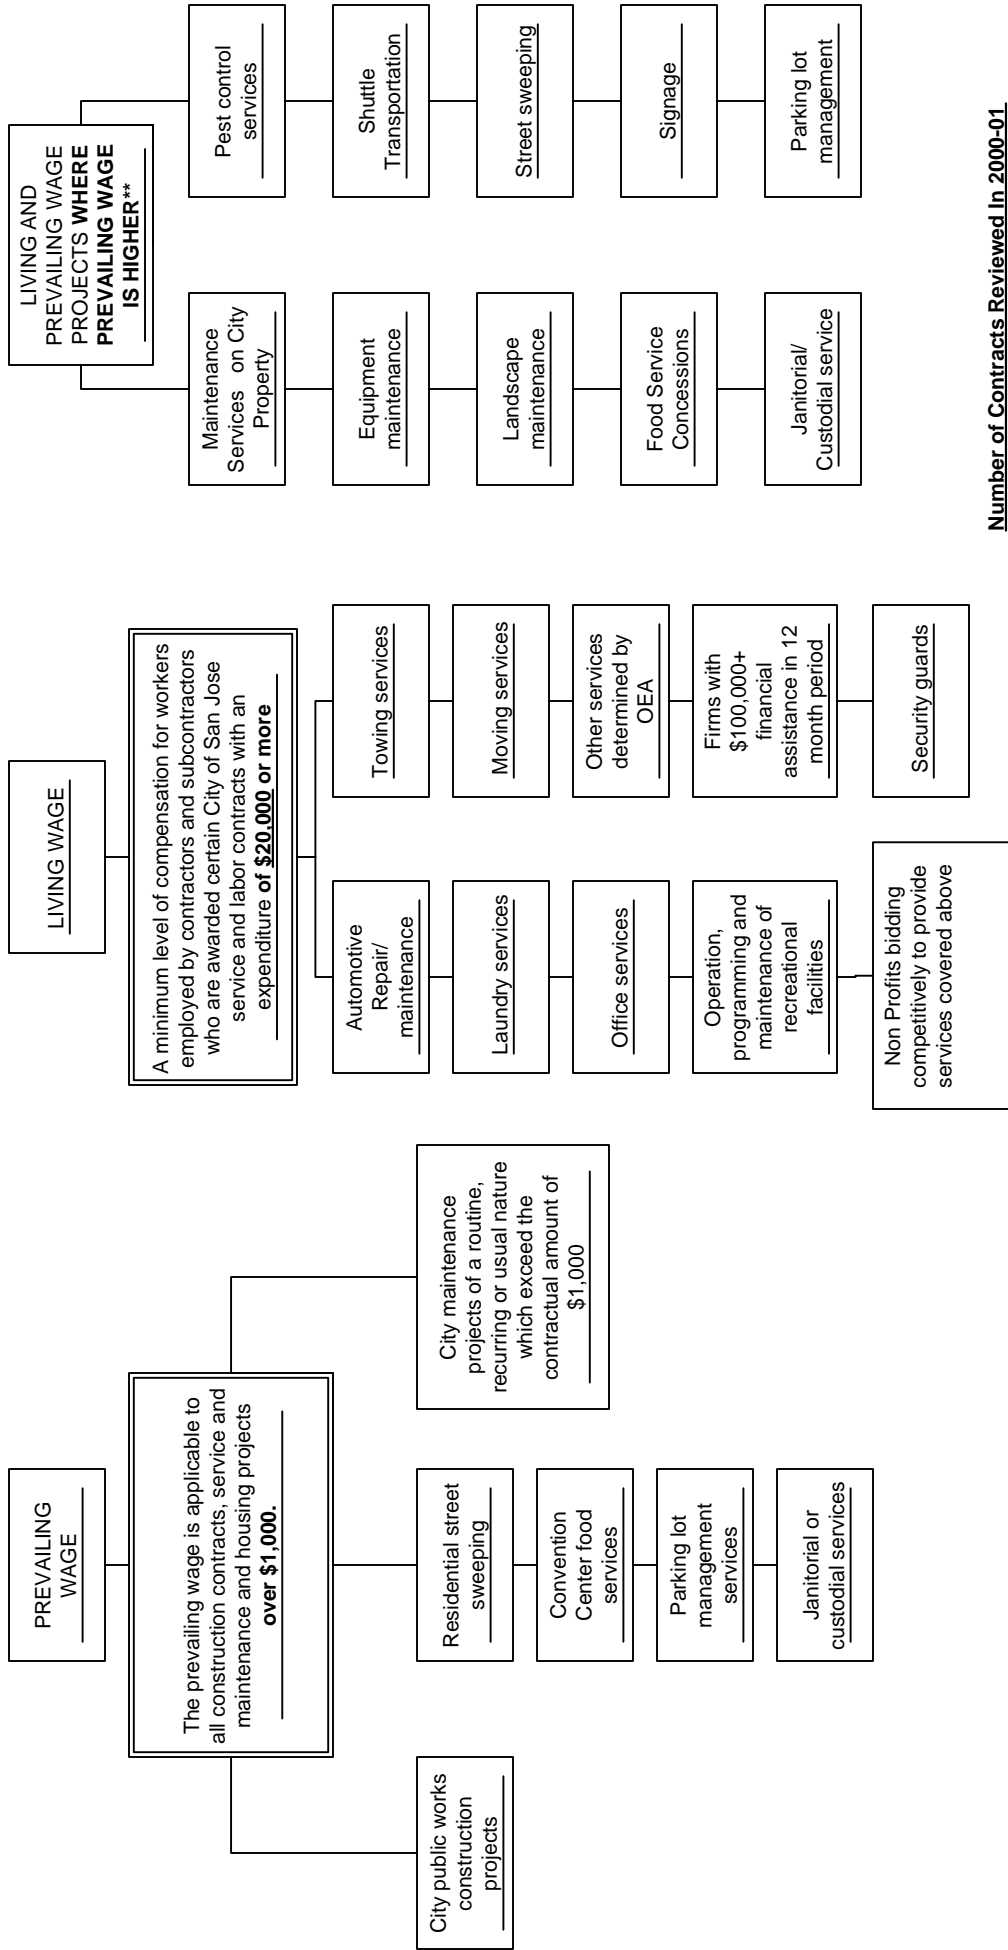 PREVAILING
WAGE
The prevailing wage is applicable to
all construction contracts, service and
maintenance and housing projects
over $1,000.
City public works
construction
projects
Residential street
sweeping
Convention
Center food
services
Parking lot
management
services
Janitorial or
custodial services
City maintenance
projects of a routine,
recurring or usual nature
which exceed the
contractual amount of
$1,000
LIVING WAGE
A minimum level of compensation for workers
employed by contractors and subcontractors
who are awarded certain City of San Jose
service and labor contracts with an
expenditure of $20,000 or more
Automotive
Repair/
maintenance
Laundry services
Office services
Operation,
programming and
maintenance of
recreational
facilities
Non Profits bidding
competitively to provide
services covered above
Towing services
Moving services
Other services
determined by
OEA
Firms with
$100,000+
financial
assistance in 12
month period
Security guards
LIVING AND
PREVAILING WAGE
PROJECTS WHERE
PREVAILING WAGE
IS HIGHER**
Maintenance
Services on City
Property
Equipment
maintenance
Landscape
maintenance
Food Service
Concessions
Janitorial/
Custodial service
Pest control
services
Shuttle
Transportation
Street sweeping
Signage
Parking lot
management
Number of Contracts Reviewed In 2000-01